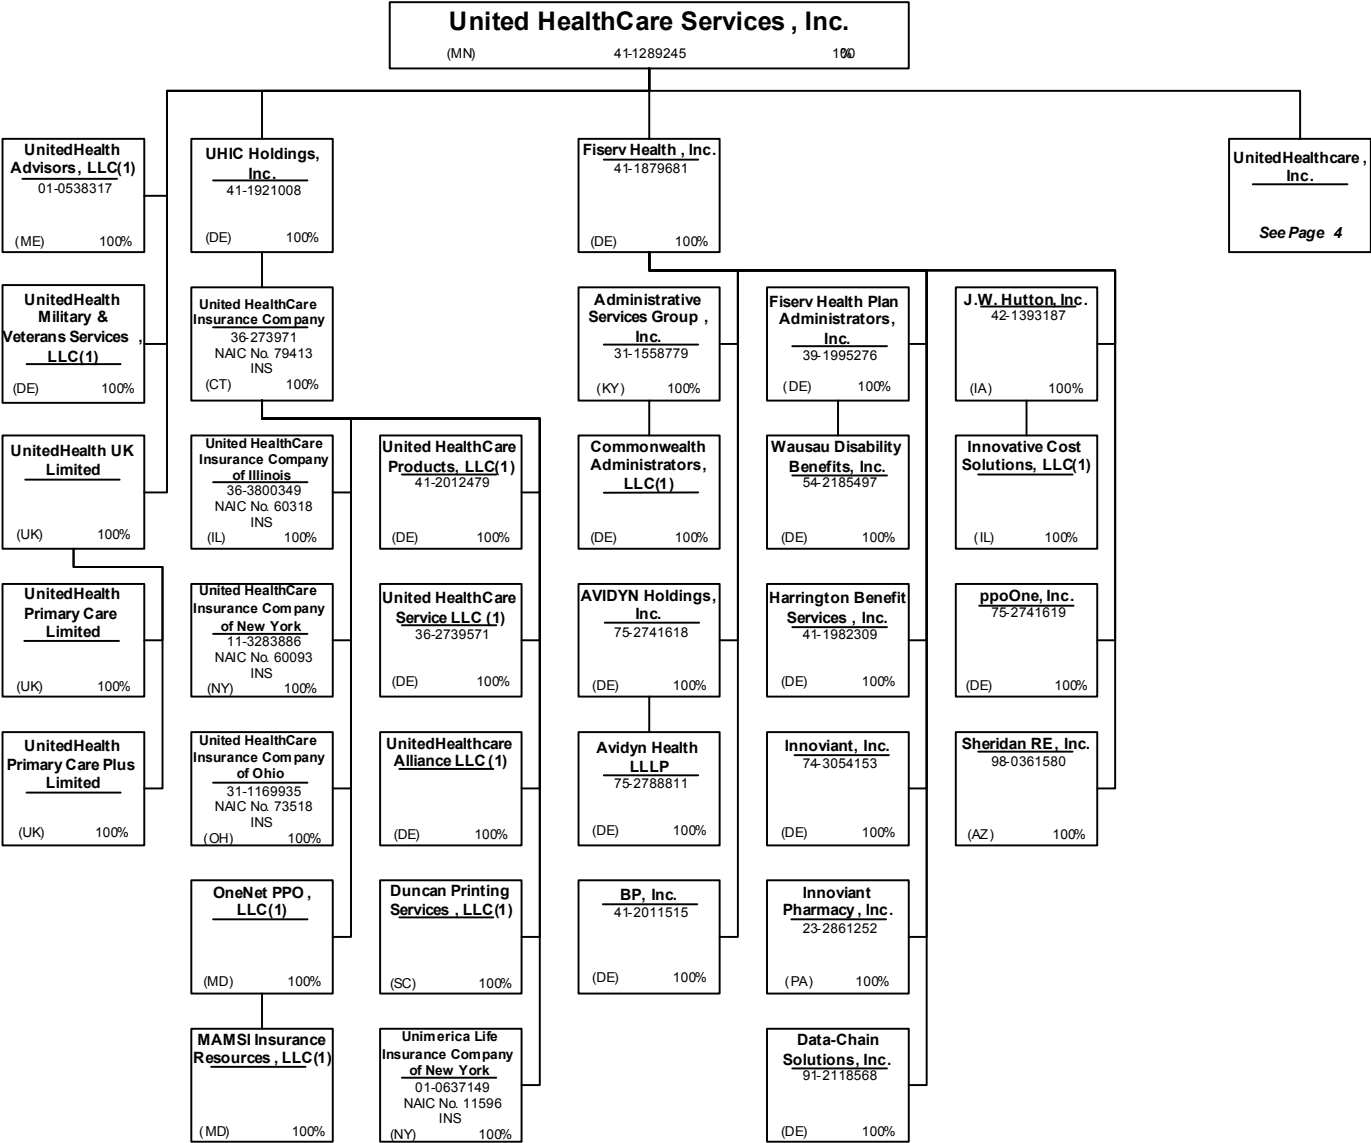 United HealthCare Services , Inc.
(MN) 41-1289245 100%
UnitedHealth
Advisors, LLC(1)
01-0538317
(ME) 100%
UHIC Holdings,
Inc.
41-1921008
(DE) 100%
Fiserv Health , Inc.
41-1879681
(DE) 100%
UnitedHealthcare ,
Inc.
See Page 4
UnitedHealth
Military &
Veterans Services ,
LLC(1)
(DE) 100%
United HealthCare
Insurance Company
36-273971
NAIC No. 79413
INS
(CT) 100%
Administrative
Services Group ,
Inc.
31-1558779
(KY) 100%
Fiserv Health Plan
Administrators,
Inc.
39-1995276
(DE) 100%
J.W. Hutton, Inc.
42-1393187
(IA) 100%
UnitedHealth UK
Limited
(UK) 100%
United HealthCare
Insurance Company
of Illinois
36-3800349
NAIC No. 60318
INS
(IL) 100%
United HealthCare
Products, LLC(1)
41-2012479
(DE) 100%
Commonwealth
Administrators,
LLC(1)
(DE) 100%
Wausau Disability
Benefits, Inc.
54-2185497
(DE) 100%
Innovative Cost
Solutions, LLC(1)
(IL) 100%
UnitedHealth
Primary Care
Limited
(UK) 100%
United HealthCare
Insurance Company
of New York
11-3283886
NAIC No. 60093
INS
(NY) 100%
United HealthCare
Service LLC (1)
36-2739571
(DE) 100%
AVIDYN Holdings,
Inc.
75-2741618
(DE) 100%
Harrington Benefit
Services , Inc.
41-1982309
(DE) 100%
ppoOne, Inc.
75-2741619
(DE) 100%
UnitedHealth
Primary Care Plus
Limited
(UK) 100%
United HealthCare
Insurance Company
of Ohio
31-1169935
NAIC No. 73518
INS
(OH) 100%
UnitedHealthcare
Alliance LLC (1)
(DE) 100%
Avidyn Health
LLLP
75-2788811
(DE) 100%
Innoviant, Inc.
74-3054153
(DE) 100%
Sheridan RE, Inc.
98-0361580
(AZ) 100%
OneNet PPO ,
LLC(1)
(MD) 100%
Duncan Printing
Services , LLC(1)
(SC) 100%
BP, Inc.
41-2011515
(DE) 100%
Innoviant
Pharmacy , Inc.
23-2861252
(PA) 100%
MAMSI Insurance
Resources , LLC(1)
(MD) 100%
Unimerica Life
Insurance Company
of New York
01-0637149
NAIC No. 11596
INS
(NY) 100%
Data-Chain
Solutions, Inc.
91-2118568
(DE) 100%